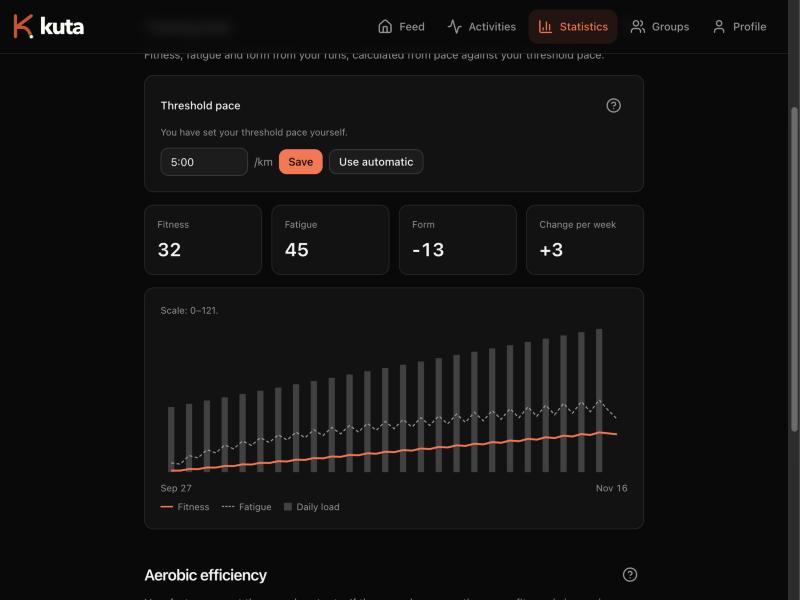 kuta
Feed
Activities
Statistics
Groups
Profile
Fitness, fatigue and form from your runs, calculated from pace against your threshold pace.
Threshold pace
You have set your threshold pace yourself.
5:00 /km Save Use automatic
Fitness
32
Fatigue
45
Form
-13
Change per week
+3
Scale: 0–121.
Sep 27 Nov 16
Fitness Fatigue Daily load
Aerobic efficiency